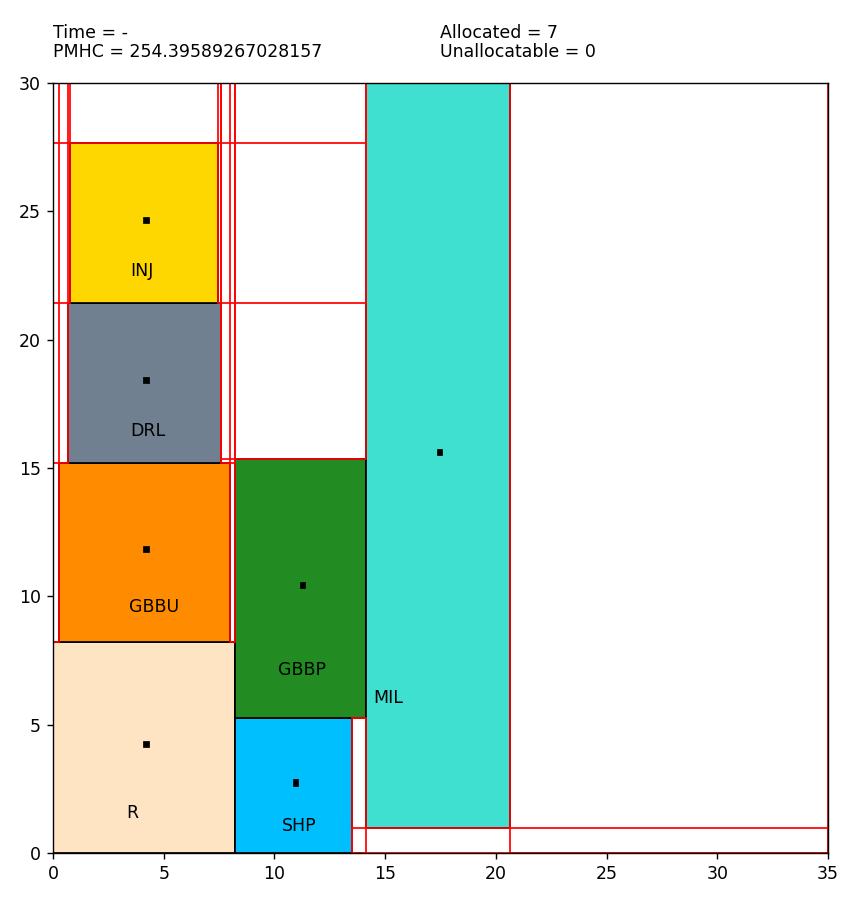 Time = -
Allocated = 7
PMHC = 254.39589267028157
Unallocatable = 0
30
25
INJ
20
DRL
15
10
GBBU
GBBP
MIL
5
R
SHP
0
0 5 10 15 20 25 30 35